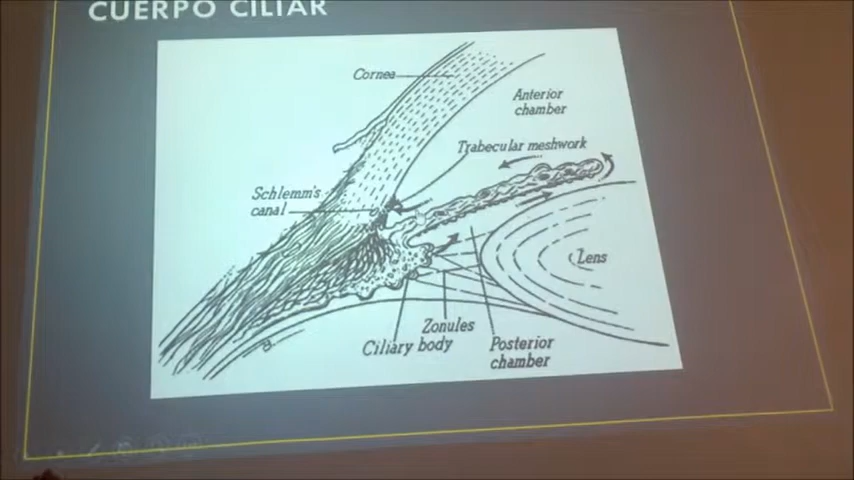 CUERPO CILIAR
Cornea
Anterior
chamber
Trabecular meshwork
Schlemm's
canal
Lens
Zonules
Ciliary body
Posterior
chamber